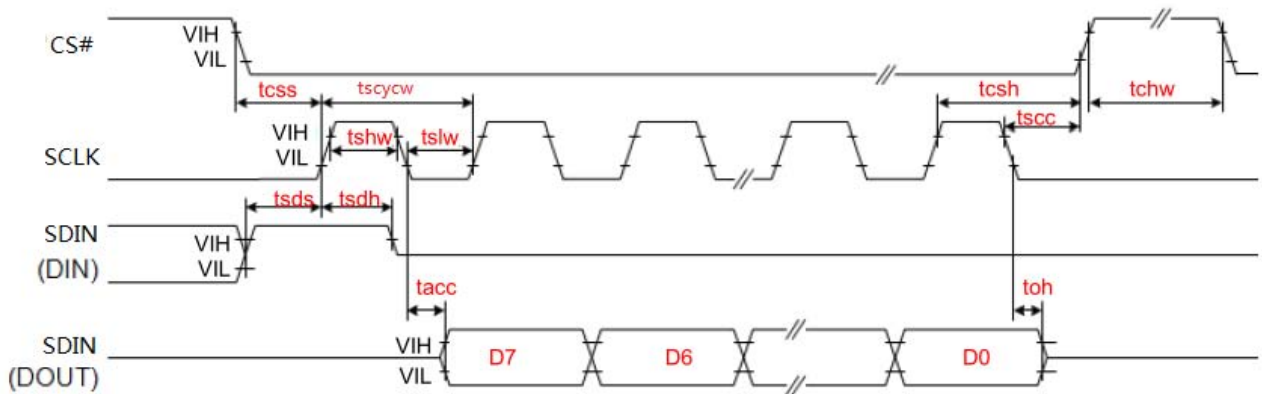 VIH
'CS#
VIL
tcss
tscycw
tcsh
tchw
tscc
VIH
tshw
tslw
SCLK
VIL
tsds
tsdh
SDIN
VIH
(DIN)
VIL
tacc
toh
SDIN
VIH
D7
D6
D0
(DOUT)
VIL